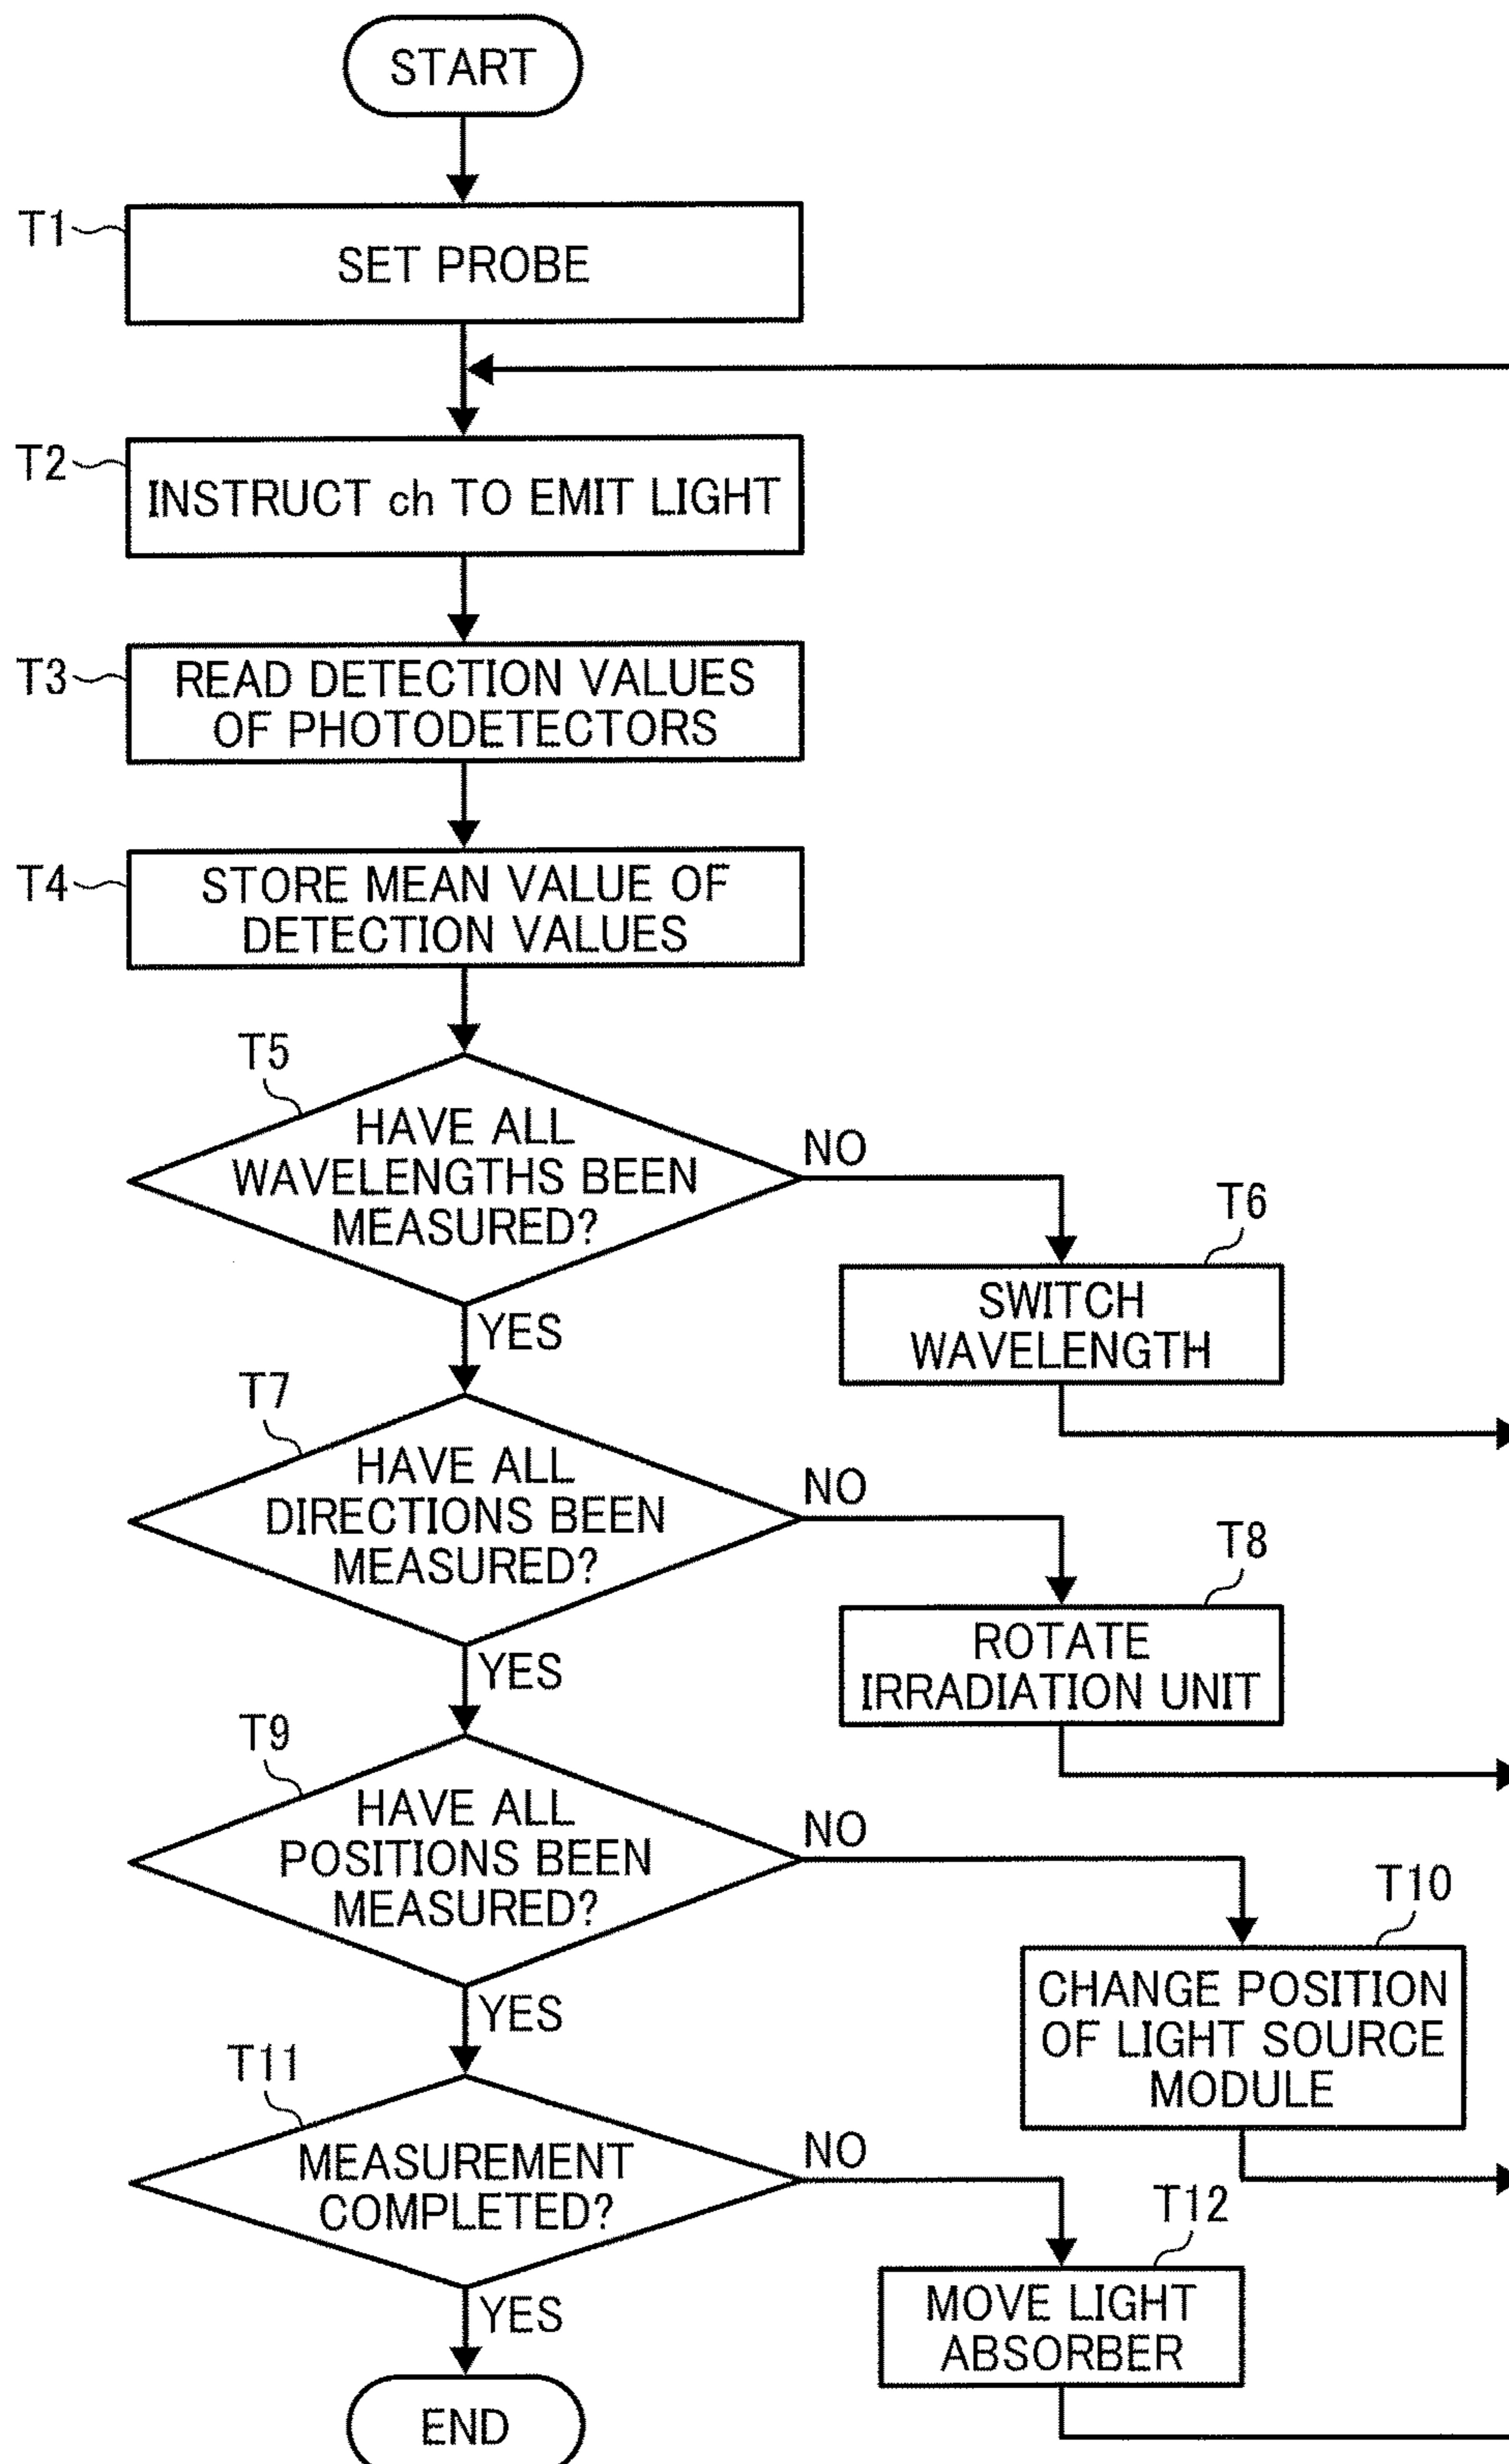 START
T1
SET PROBE
T2
INSTRUCT ch TO EMIT LIGHT
T3
READ DETECTION VALUES
OF PHOTODETECTORS
T4
STORE MEAN VALUE OF
DETECTION VALUES
T5
HAVE ALL
WAVELENGTHS BEEN
MEASURED?
NO
T6
SWITCH
WAVELENGTH
YES
T7
HAVE ALL
DIRECTIONS BEEN
MEASURED?
NO
T8
ROTATE
IRRADIATION UNIT
YES
T9
HAVE ALL
POSITIONS BEEN
MEASURED?
NO
T10
CHANGE POSITION
OF LIGHT SOURCE
MODULE
YES
T11
MEASUREMENT
COMPLETED?
NO
T12
MOVE LIGHT
ABSORBER
YES
END